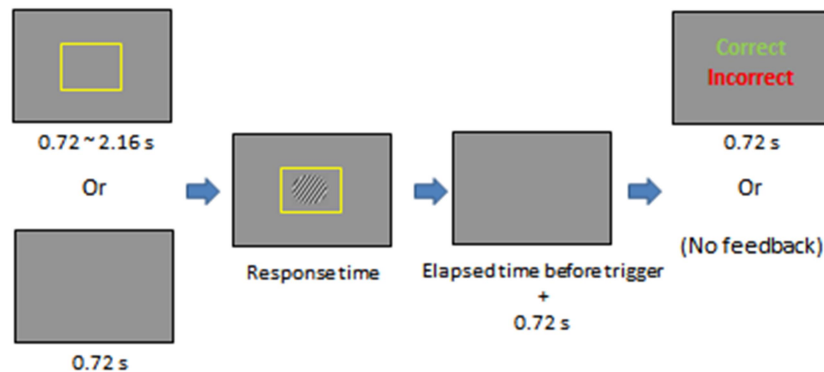 0.72 ~ 2.16 s
Or
0.72 s
Response time
Elapsed time before trigger
+
0.72 s
Correct
Incorrect
0.72 s
Or
(No feedback)